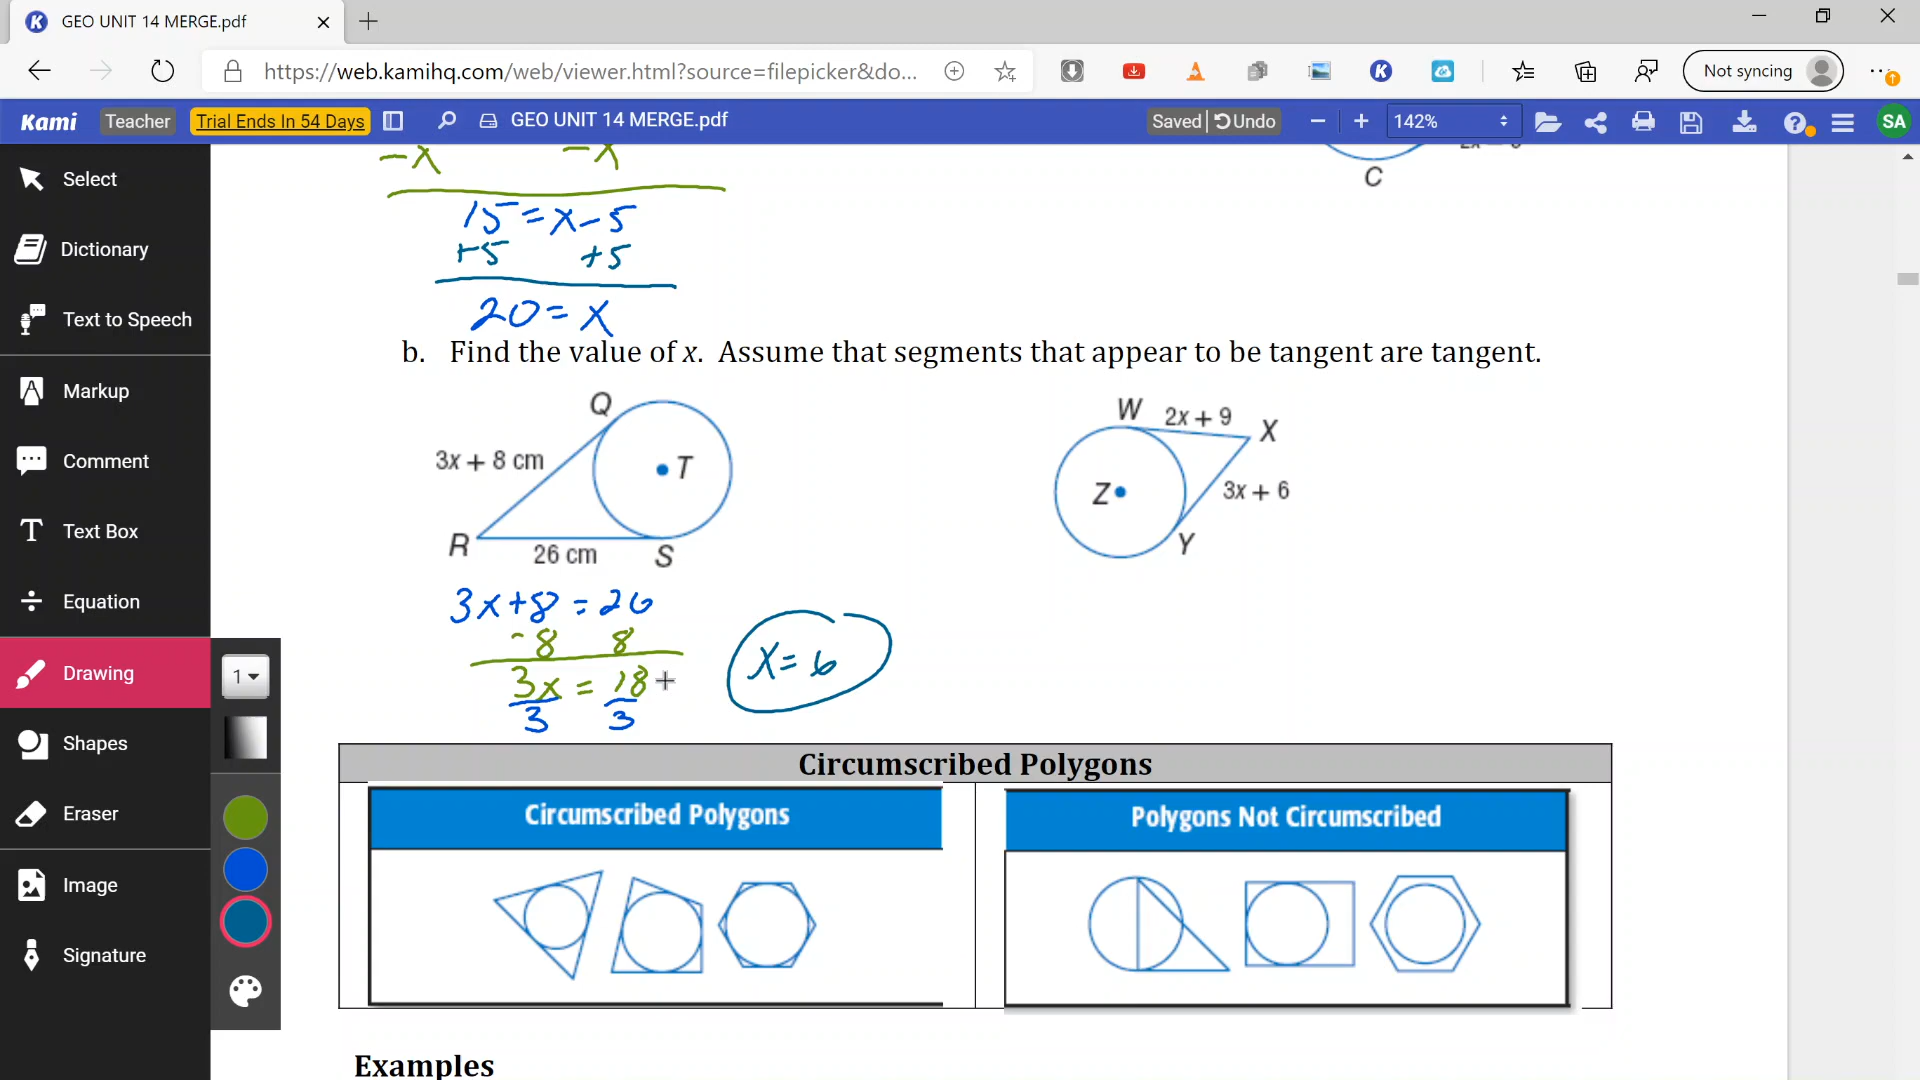 GEO UNIT 14 MERGE.pdf
https://web.kamihq.com/web/viewer.html?source=filepicker&do...
Not syncing
Kami
Teacher
Trial Ends In 54 Days
GEO UNIT 14 MERGE.pdf
Saved
Undo
142%
SA
Select
Dictionary
Text to Speech
Markup
Comment
Text Box
Equation
Drawing
Shapes
Eraser
Image
Signature
1
-x -x
C
15 = x - 5
+5 +5
20 = x
b. Find the value of x. Assume that segments that appear to be tangent are tangent.
Q
3x + 8 cm
T
R
26 cm
S
W
2x + 9
X
Z
3x + 6
Y
3x+8 = 26
-8 8
3x = 18
3 3
x = 6
Circumscribed Polygons
Circumscribed Polygons
Polygons Not Circumscribed
Examples